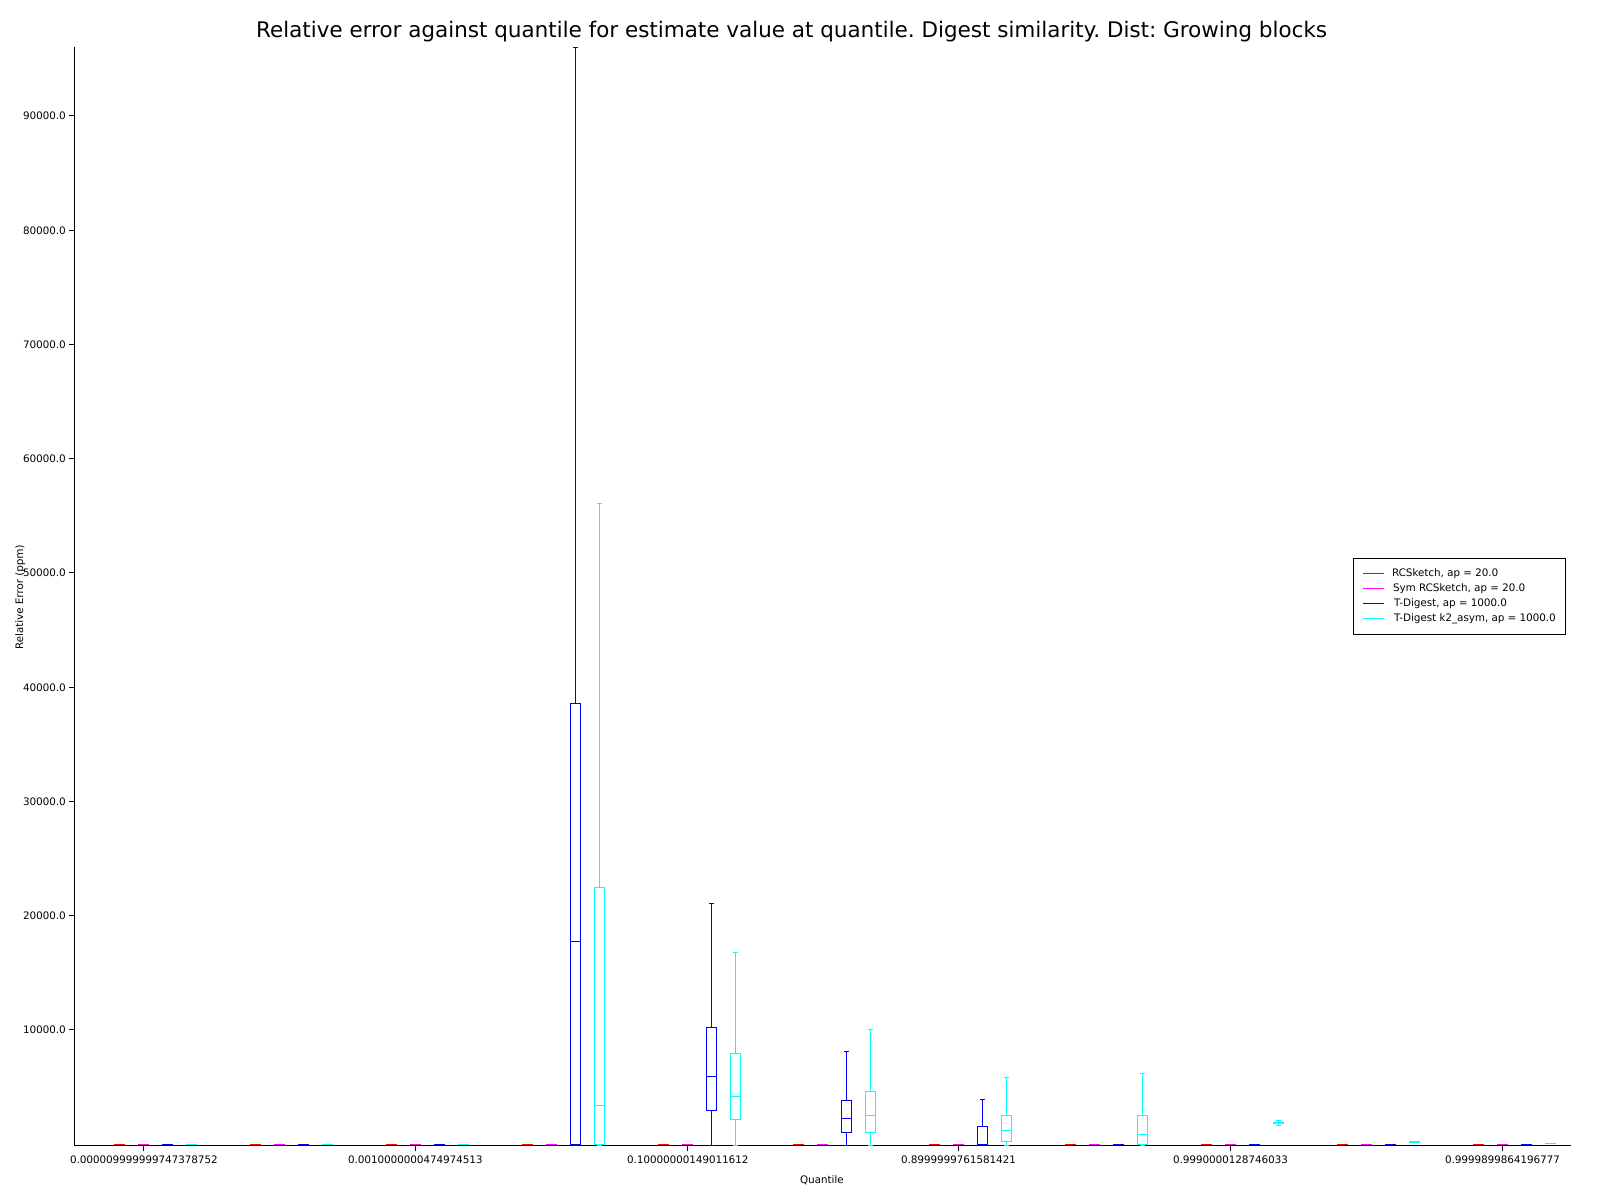 Relative error against quantile for estimate value at quantile. Digest similarity. Dist: Growing blocks
90000.0
80000.0
70000.0
60000.0
50000.0
40000.0
30000.0
20000.0
10000.0
Relative Error (ppm)
RCSketch, ap = 20.0
Sym RCSketch, ap = 20.0
T-Digest, ap = 1000.0
T-Digest k2_asym, ap = 1000.0
0.000009999999747378752
0.0010000000474974513
0.10000000149011612
0.8999999761581421
0.9990000128746033
0.9999899864196777
Quantile